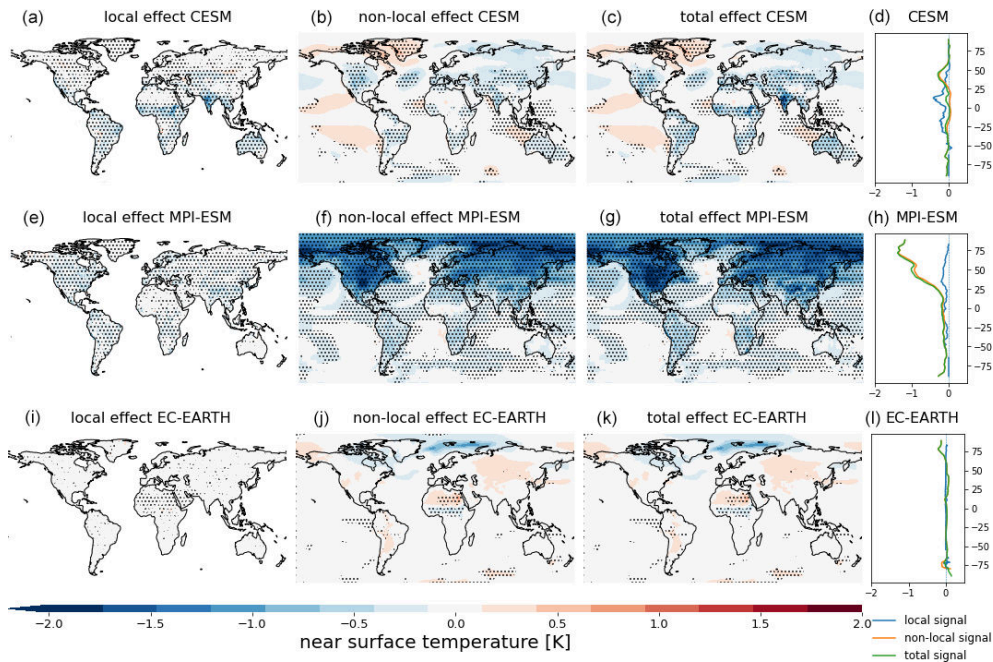 (a) local effect CESM (b) non-local effect CESM (c) total effect CESM (d) CESM
75
50
25
0
−25
−50
−75
−2 −1 0
(e) local effect MPI-ESM (f) non-local effect MPI-ESM (g) total effect MPI-ESM (h) MPI-ESM
75
50
25
0
−25
−50
−75
−2 −1 0
(i) local effect EC-EARTH (j) non-local effect EC-EARTH (k) total effect EC-EARTH (l) EC-EARTH
75
50
25
0
−25
−50
−75
−2 −1 0
−2.0 −1.5 −1.0 −0.5 0.0 0.5 1.0 1.5 2.0
near surface temperature [K]
local signal
non-local signal
total signal